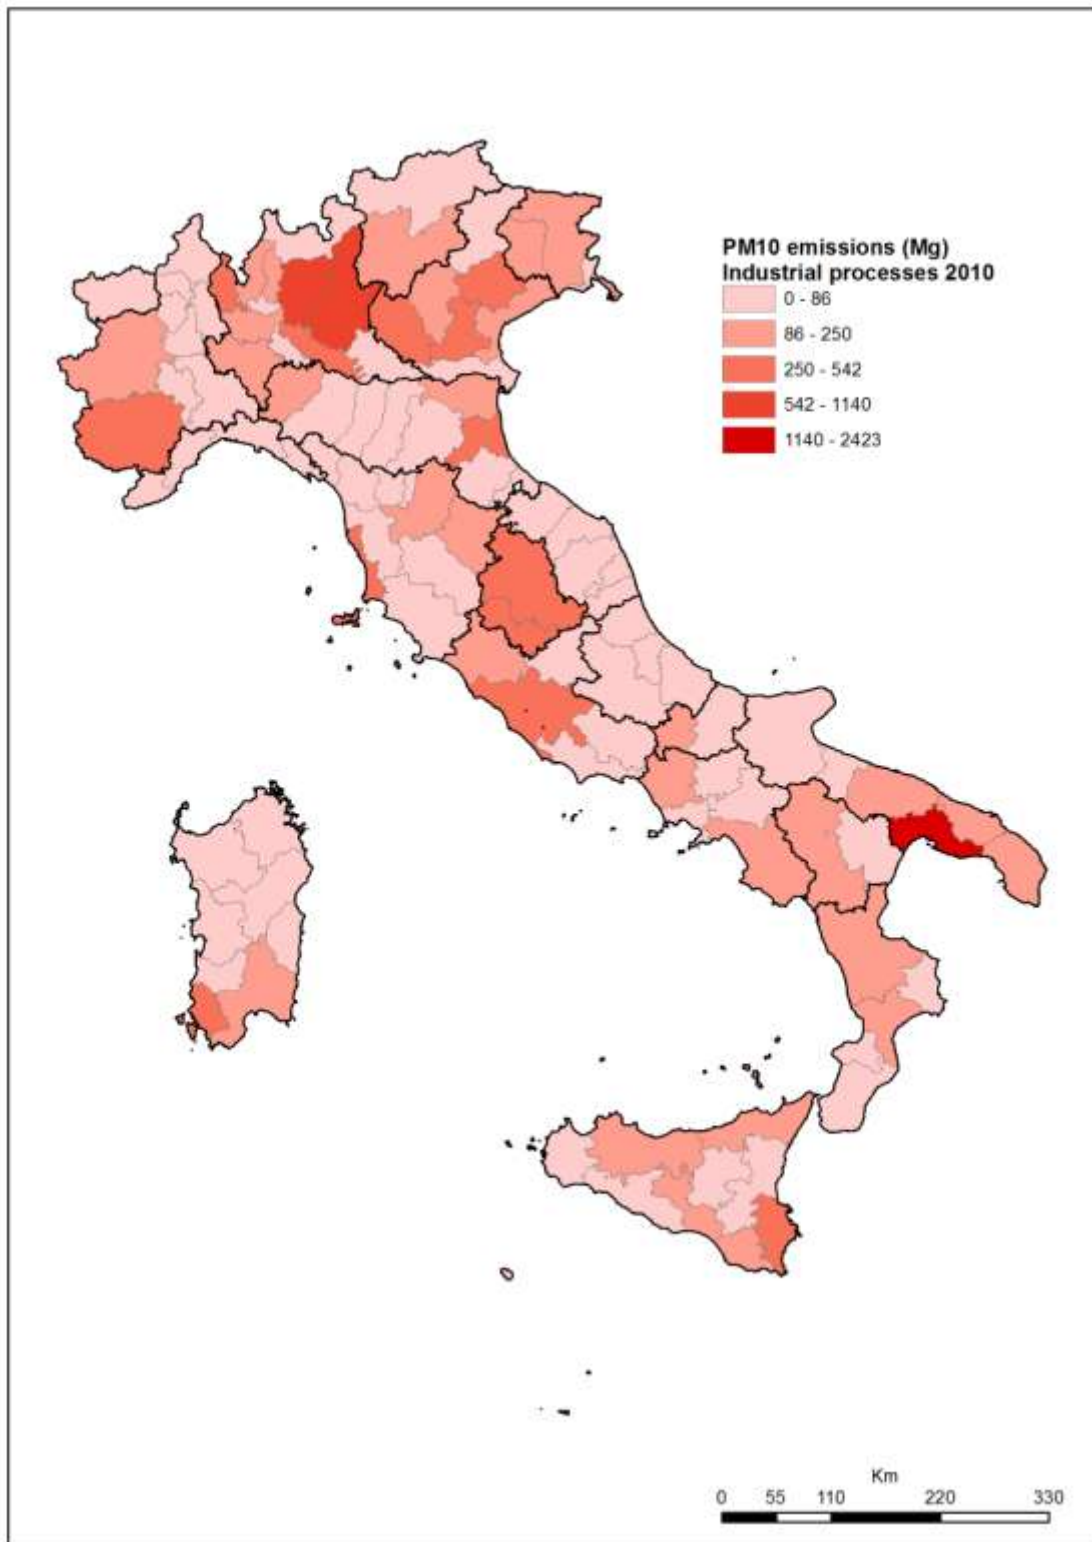 PM10 emissions (Mg)
Industrial processes 2010
0 - 86
86 - 250
250 - 542
542 - 1140
1140 - 2423
Km
0 55 110 220 330